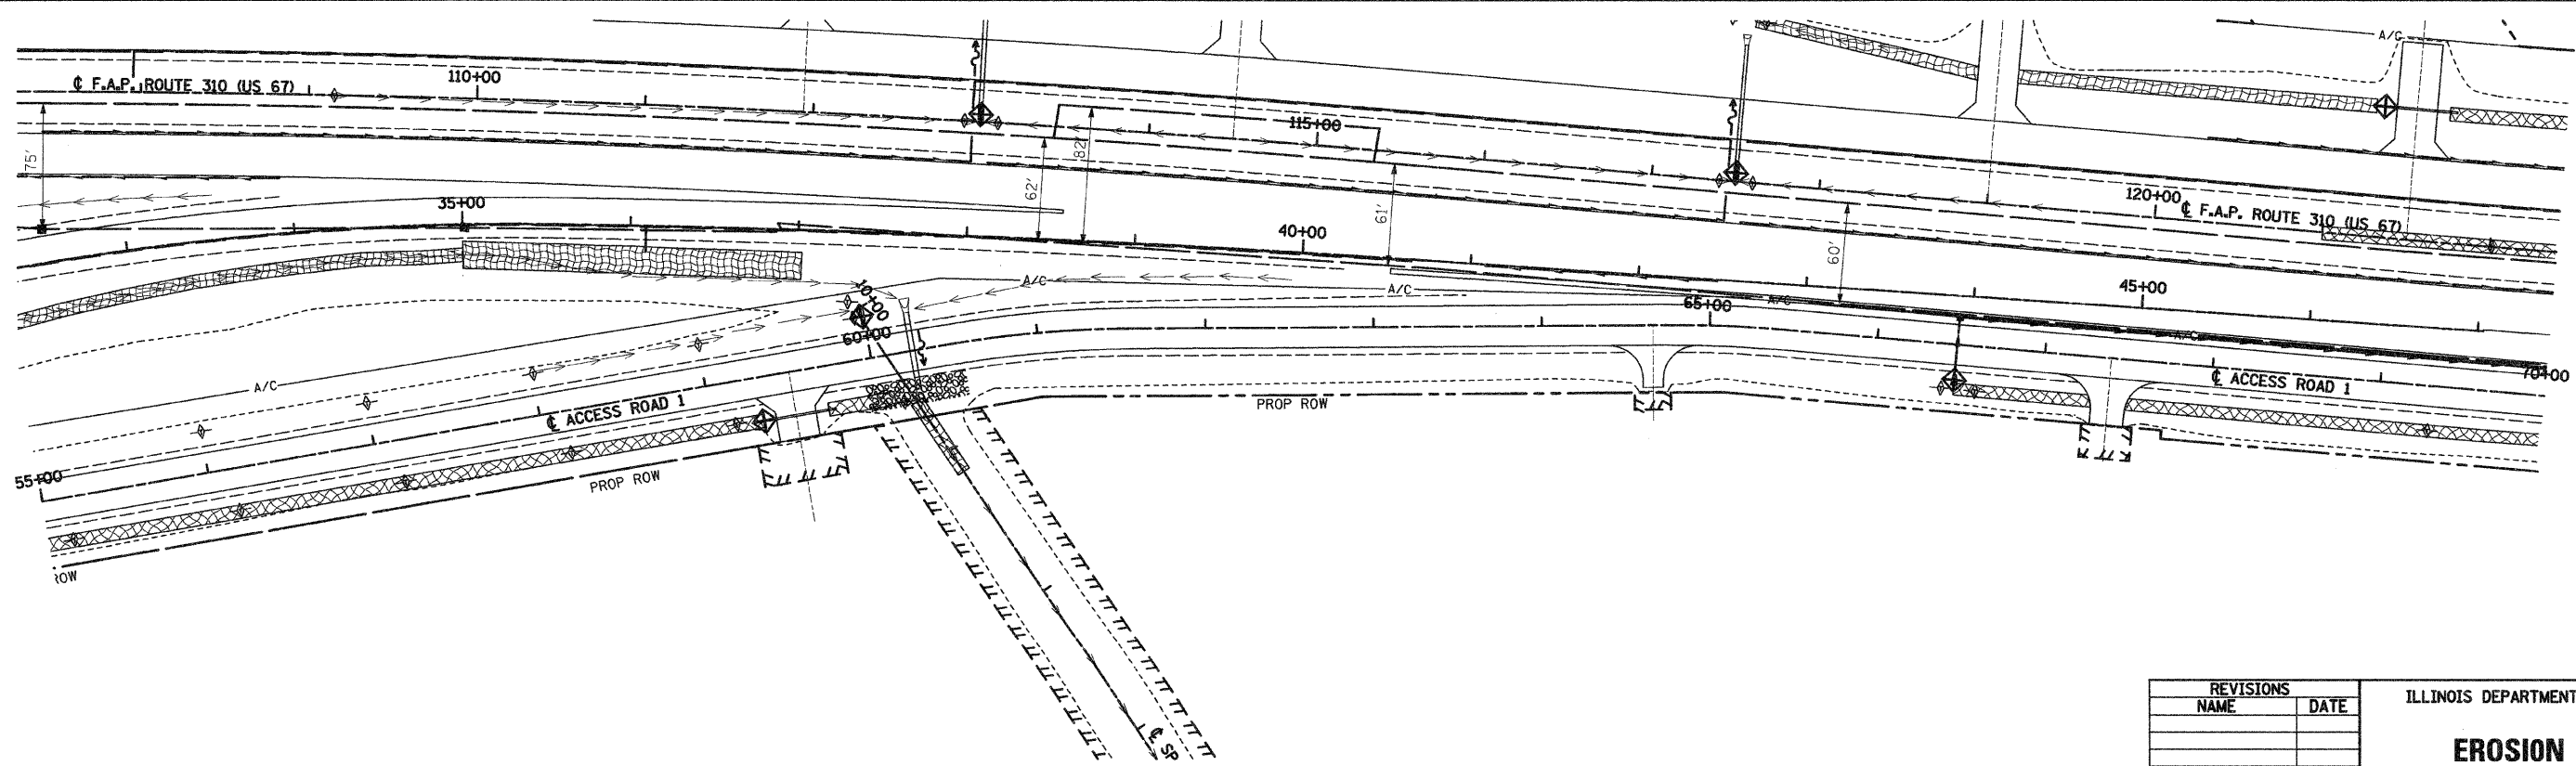 A/C
110+00
℄ F.A.P. ROUTE 310 (US 67)
115+00
82'
75'
62'
61'
120+00
℄ F.A.P. ROUTE 310 (US 67)
35+00
40+00
60'
A/C
A/C
A/C
45+00
10+00
65+00
60+00
A/C
A/C
70+00
℄ ACCESS ROAD 1
℄ ACCESS ROAD 1
PROP ROW
PROP ROW
55+00
ROW
℄ SP
REVISIONS
NAME DATE
ILLINOIS DEPARTMENT
EROSION